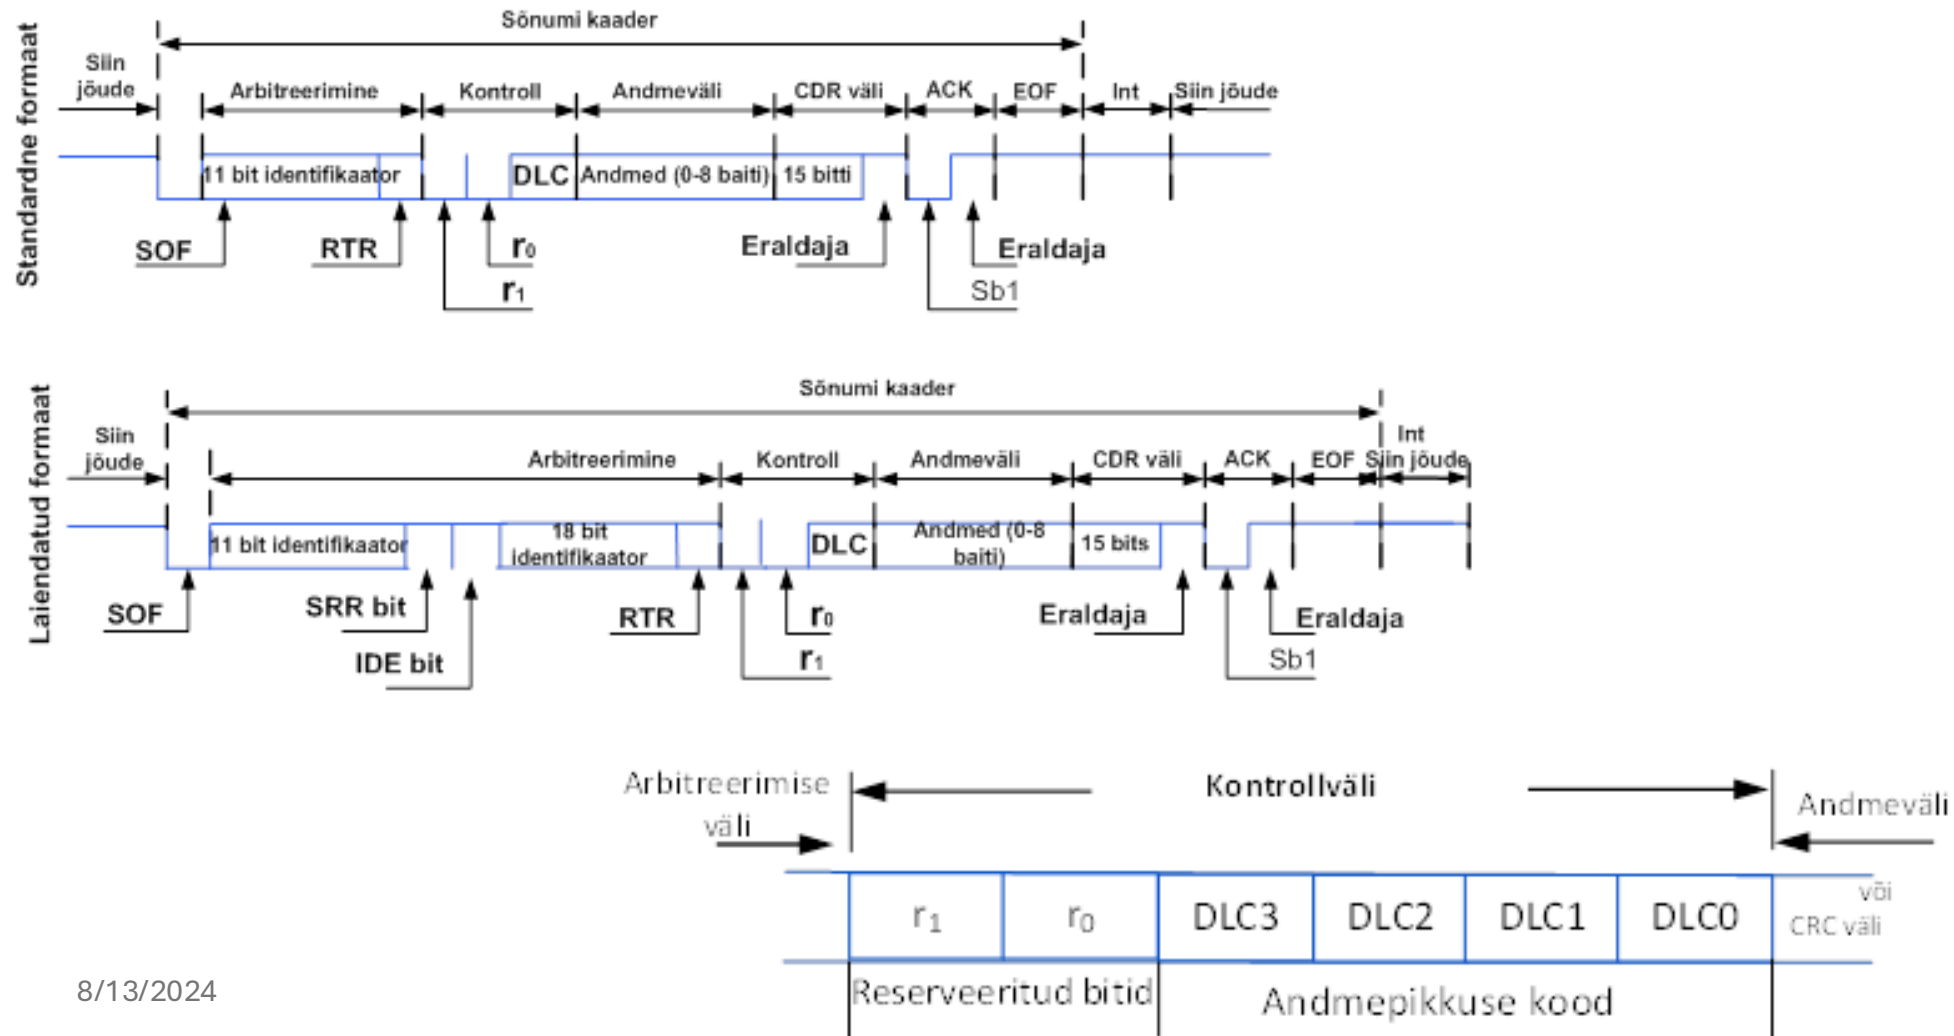 Standardne formaat
Sõnumi kaader
Siin
jõude
Arbitreerimine
Kontroll
Andmeväli
CDR väli
ACK
EOF
Int
Siin jõude
11 bit identifikaator
DLC
Andmed (0-8 baiti)
15 bitti
SOF
RTR
r0
r1
Eraldaja
Sb1
Eraldaja
Laiendatud formaat
Sõnumi kaader
Siin
jõude
Arbitreerimine
Kontroll
Andmeväli
CDR väli
ACK
EOF
Int
Siin jõude
11 bit identifikaator
18 bit
identifikaator
DLC
Andmed (0-8
baiti)
15 bits
SOF
SRR bit
IDE bit
RTR
r0
r1
Eraldaja
Sb1
Eraldaja
Arbitreerimise
väli
Kontrollväli
Andmeväli
r1
r0
DLC3
DLC2
DLC1
DLC0
või
CRC väli
Reserveeritud bitid
Andmepikkuse kood
8/13/2024